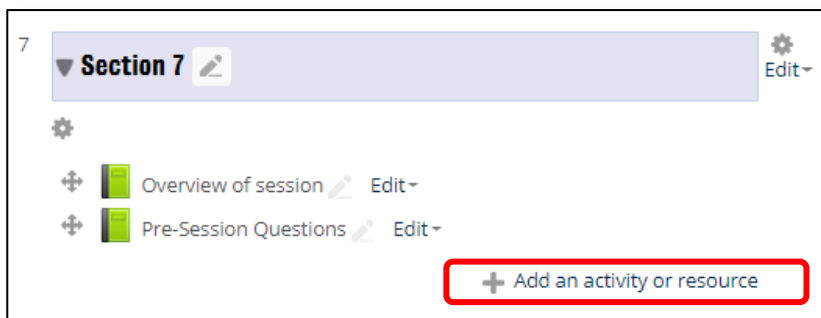 7
Section 7
Edit
Overview of session Edit
Pre-Session Questions Edit
Add an activity or resource